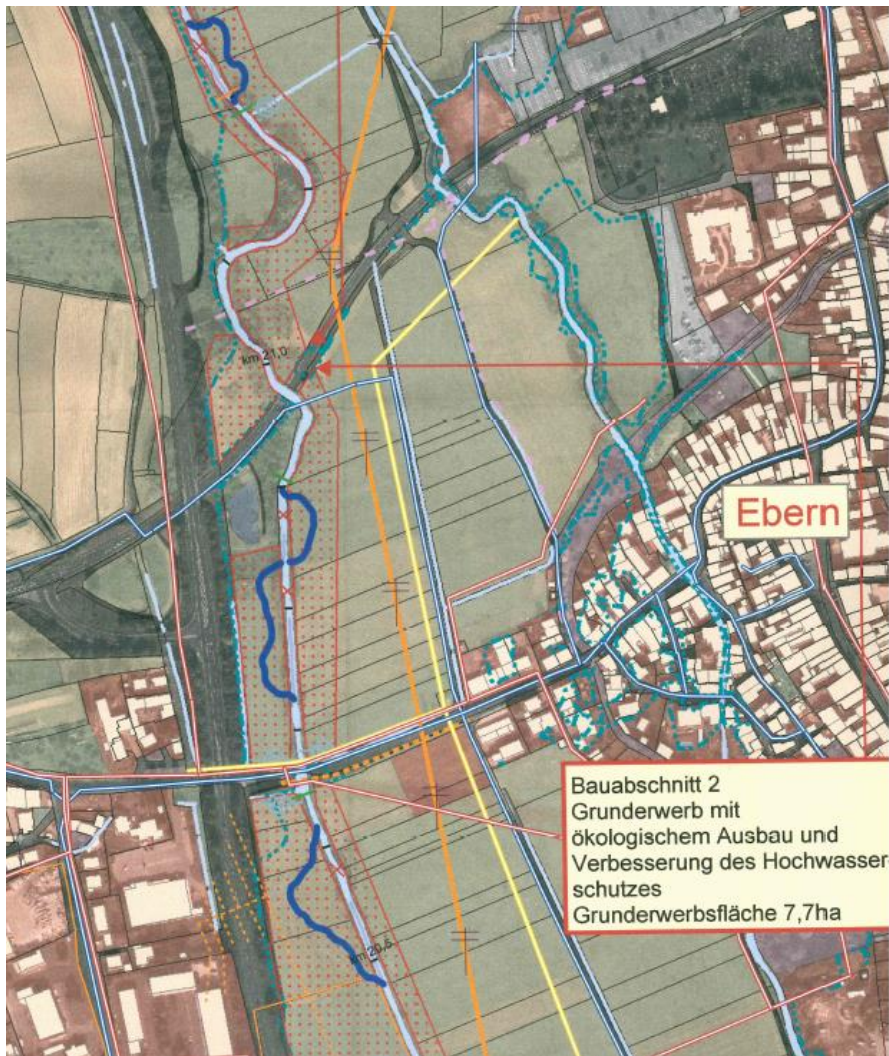 km 21,0
Ebern
Bauabschnitt 2
Grunderwerb mit
ökologischem Ausbau und
Verbesserung des Hochwasser-
schutzes
Grunderwerbsfläche 7,7ha
km 20,5